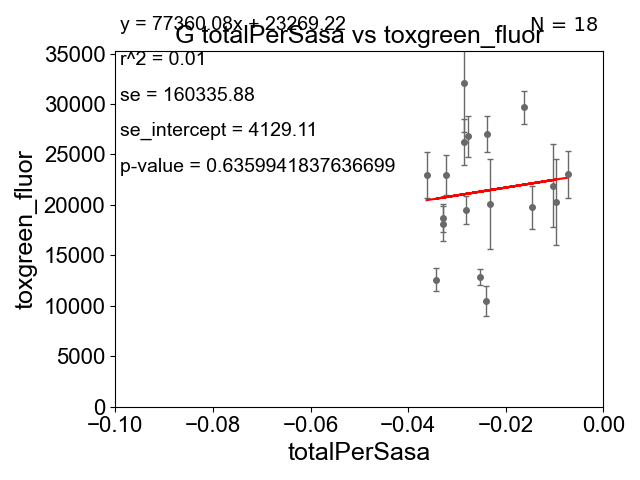 y = 77360.08x + 23269.22
N = 18
G totalPerSasa vs toxgreen_fluor
r^2 = 0.01
se = 160335.88
se_intercept = 4129.11
p-value = 0.6359941837636699
toxgreen_fluor
35000
30000
25000
20000
15000
10000
5000
0
−0.10
−0.08
−0.06
−0.04
−0.02
0.00
totalPerSasa